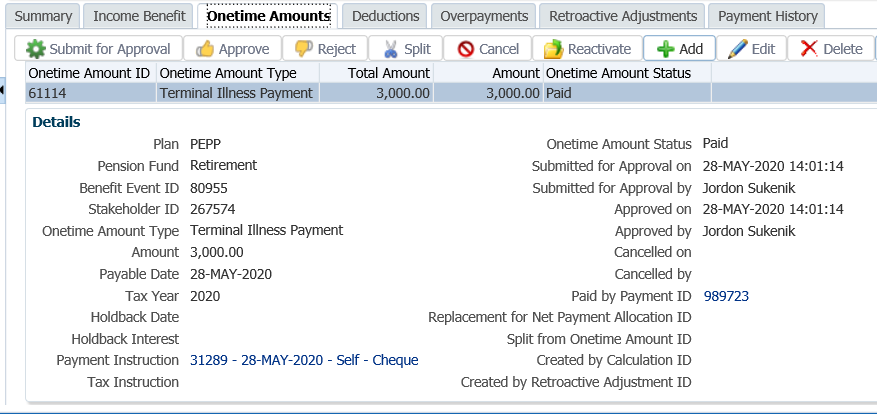 Summary Income Benefit Onetime Amounts Deductions Overpayments Retroactive Adjustments Payment History
Submit for Approval Approve Reject Split Cancel Reactivate Add Edit Delete
Onetime Amount ID Onetime Amount Type Total Amount Amount Onetime Amount Status
61114 Terminal Illness Payment 3,000.00 3,000.00 Paid
Details
Plan PEPP Onetime Amount Status Paid
Pension Fund Retirement Submitted for Approval on 28-MAY-2020 14:01:14
Benefit Event ID 80955 Submitted for Approval by Jordon Sukenik
Stakeholder ID 267574 Approved on 28-MAY-2020 14:01:14
Onetime Amount Type Terminal Illness Payment Approved by Jordon Sukenik
Amount 3,000.00 Cancelled on
Payable Date 28-MAY-2020 Cancelled by
Tax Year 2020 Paid by Payment ID 989723
Holdback Date Replacement for Net Payment Allocation ID
Holdback Interest Split from Onetime Amount ID
Payment Instruction 31289 - 28-MAY-2020 - Self - Cheque Created by Calculation ID
Tax Instruction Created by Retroactive Adjustment ID